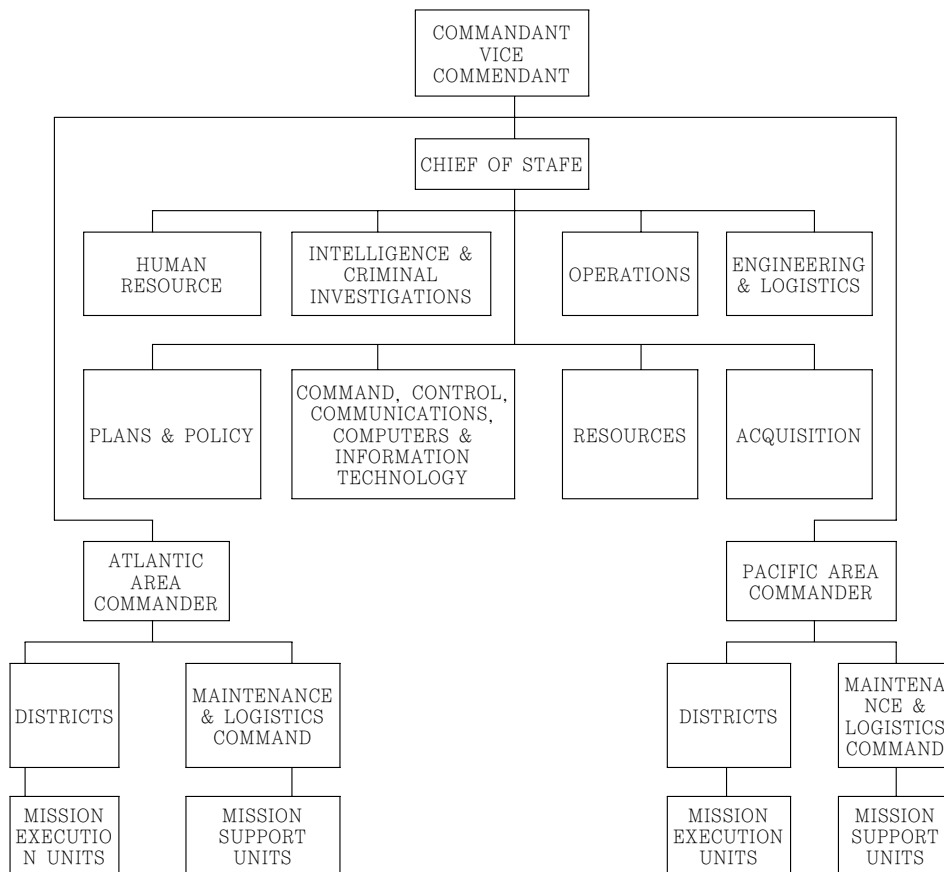 COMMANDANT
VICE
COMMENDANT
CHIEF OF STAFE
HUMAN
RESOURCE
INTELLIGENCE &
CRIMINAL
INVESTIGATIONS
OPERATIONS
ENGINEERING
& LOGISTICS
PLANS & POLICY
COMMAND, CONTROL,
COMMUNICATIONS,
COMPUTERS &
INFORMATION
TECHNOLOGY
RESOURCES
ACQUISITION
ATLANTIC
AREA
COMMANDER
PACIFIC AREA
COMMANDER
DISTRICTS
MAINTENANCE
& LOGISTICS
COMMAND
DISTRICTS
MAINTENA
NCE &
LOGISTICS
COMMAND
MISSION
EXECUTIO
N UNITS
MISSION
SUPPORT
UNITS
MISSION
EXECUTION
UNITS
MISSION
SUPPORT
UNITS